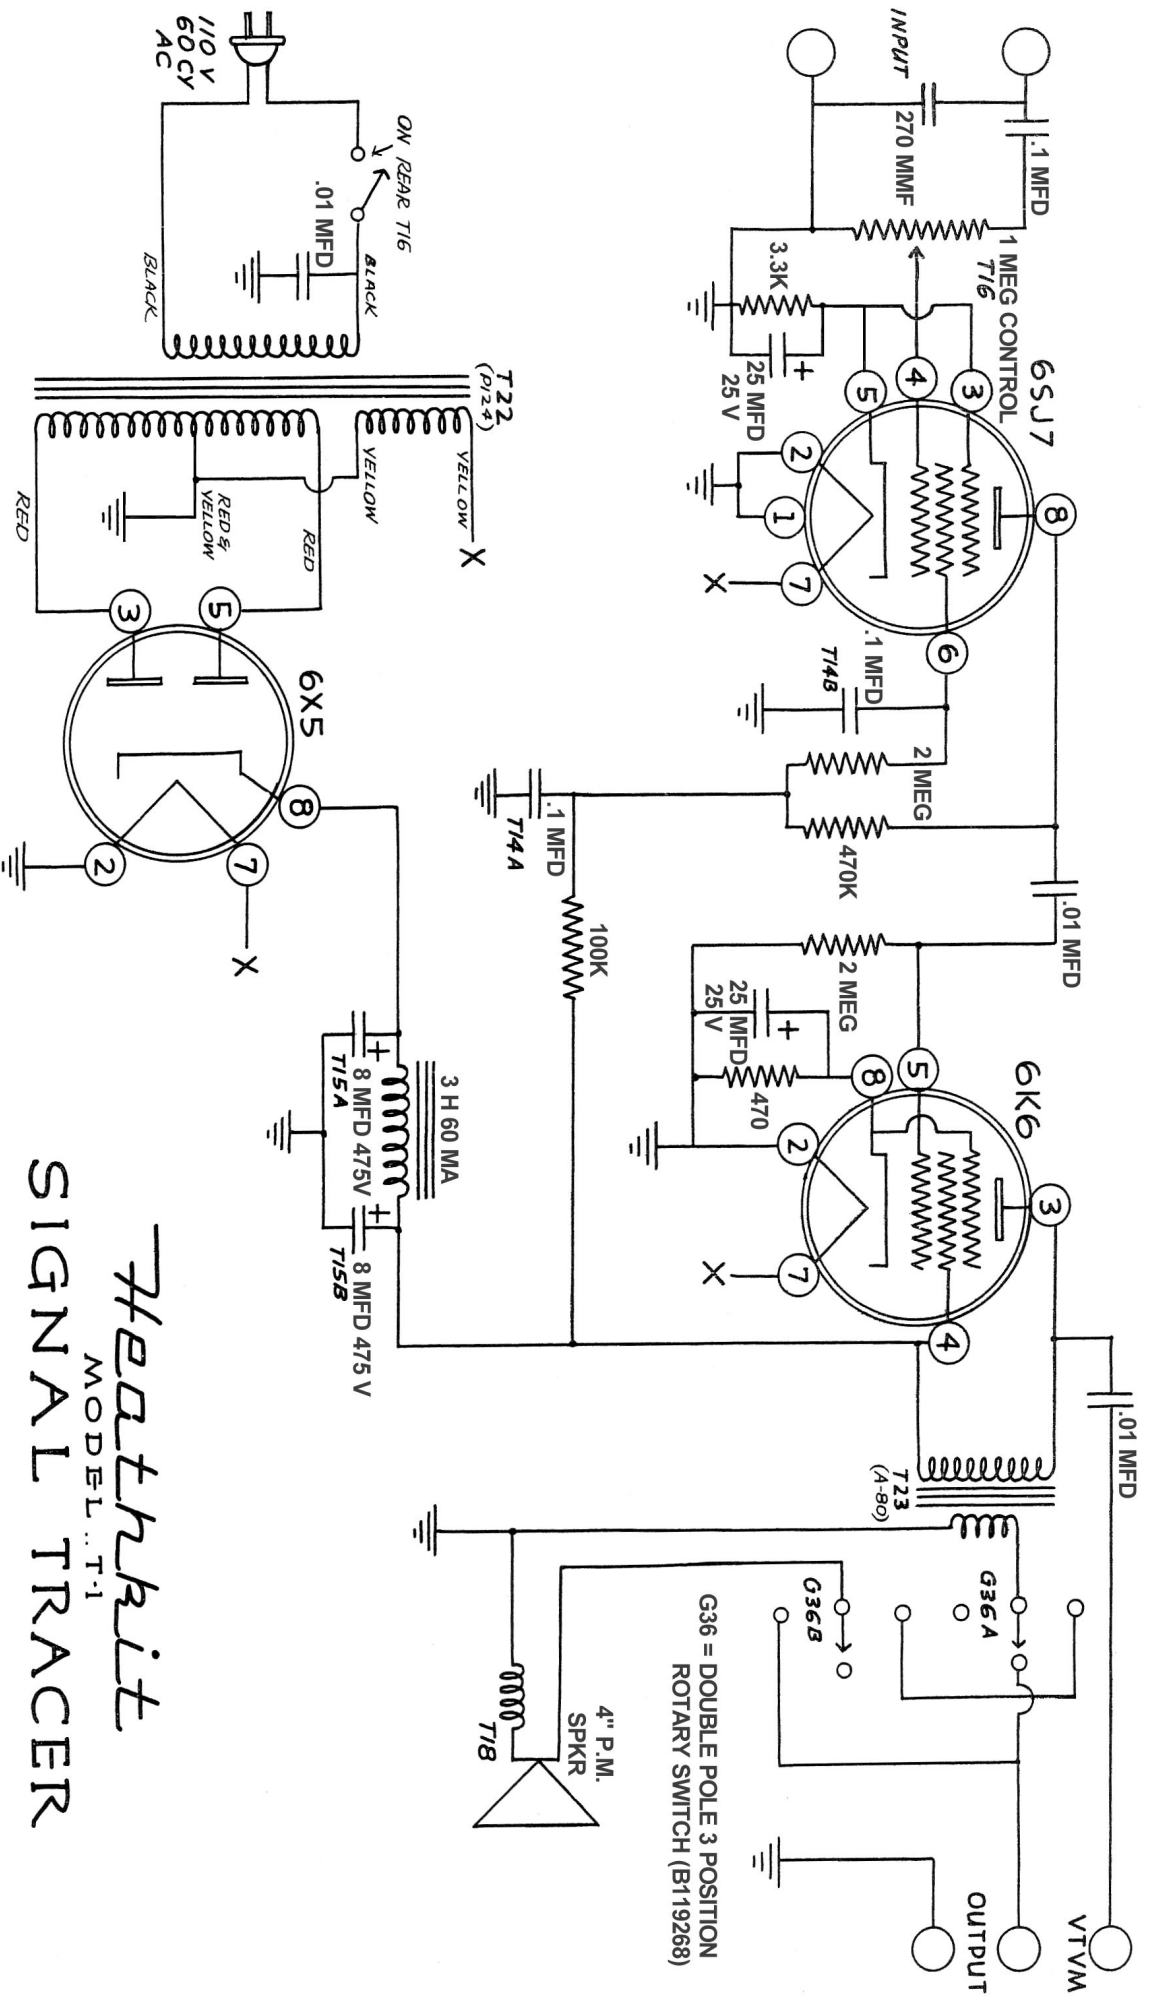 INPUT
270 MMF
.1 MFD
1 MEG CONTROL
T16
3.3K
25 MFD
25 V
+
6SJ7
3
4
5
8
2
1
7
6
X
.1 MFD
T14B
2 MEG
470K
.1 MFD
T14A
100K
.01 MFD
2 MEG
25 MFD
25 V
+
470
6K6
5
8
3
2
7
4
X
.01 MFD
T23
(A-80)
G36A
G36B
G36 = DOUBLE POLE 3 POSITION
ROTARY SWITCH (B119268)
4" P.M.
SPKR
T18
VTVM
OUTPUT
110 V
60 CY
AC
ON REAR T16
.01 MFD
BLACK
BLACK
T22
(P124)
YELLOW
X
YELLOW
RED
RED &
YELLOW
RED
6X5
5
3
8
7
2
X
3 H 60 MA
+
8 MFD 475V
T15A
+
8 MFD 475 V
T15B
Heathkit
MODEL..T-1
SIGNAL TRACER